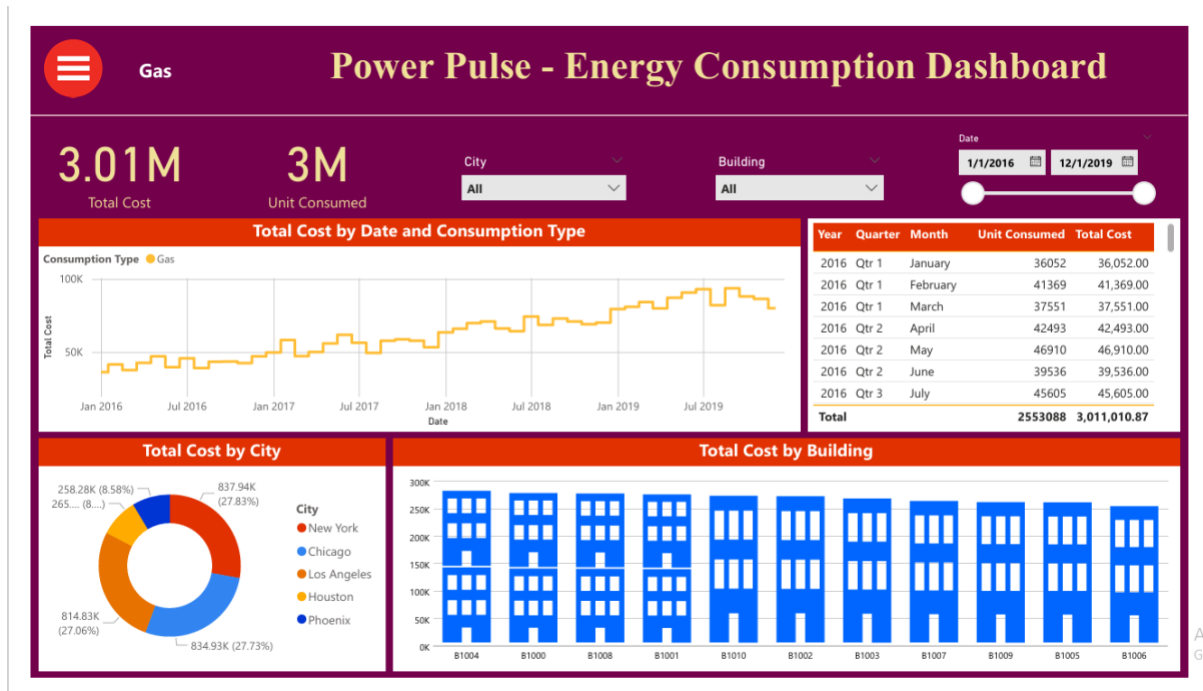 Gas
Power Pulse - Energy Consumption Dashboard
3.01M
Total Cost
3M
Unit Consumed
City
All
Building
All
Date
1/1/2016
12/1/2019
Total Cost by Date and Consumption Type
Consumption Type Gas
Total Cost
100K
50K
Jan 2016 Jul 2016 Jan 2017 Jul 2017 Jan 2018 Jul 2018 Jan 2019 Jul 2019
Date
Year Quarter Month Unit Consumed Total Cost
2016 Qtr 1 January 36052 36,052.00
2016 Qtr 1 February 41369 41,369.00
2016 Qtr 1 March 37551 37,551.00
2016 Qtr 2 April 42493 42,493.00
2016 Qtr 2 May 46910 46,910.00
2016 Qtr 2 June 39536 39,536.00
2016 Qtr 3 July 45605 45,605.00
Total 2553088 3,011,010.87
Total Cost by City
258.28K (8.58%)
265.... (8....)
837.94K
(27.83%)
814.83K
(27.06%)
834.93K (27.73%)
City
New York
Chicago
Los Angeles
Houston
Phoenix
Total Cost by Building
300K
250K
200K
150K
100K
50K
0K
B1004 B1000 B1008 B1001 B1010 B1002 B1003 B1007 B1009 B1005 B1006
A
G